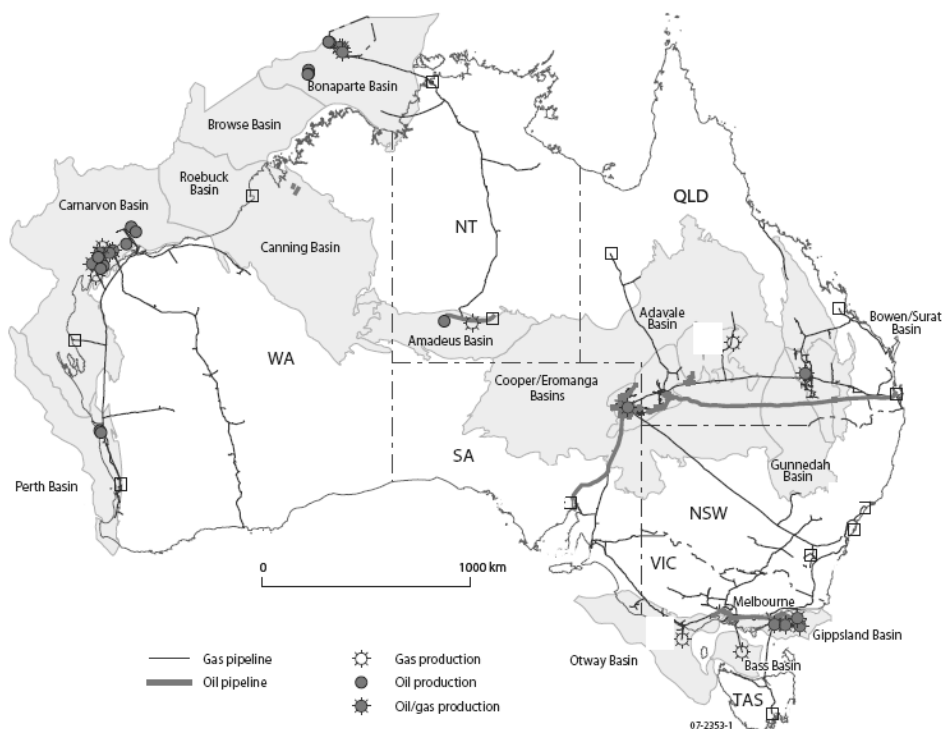 Bonaparte Basin
Browse Basin
Roebuck
Basin
QLD
Carnarvon Basin
NT
Canning Basin
Adavale
Basin
Bowen/Surat
Basin
Amadeus Basin
WA
Cooper/Eromanga
Basins
SA
Gunnedah
Basin
Perth Basin
NSW
VIC
0
1000 km
Melbourne
Gippsland Basin
Otway Basin
Bass Basin
TAS
Gas pipeline
Oil pipeline
Gas production
Oil production
Oil/gas production
07-2353-1